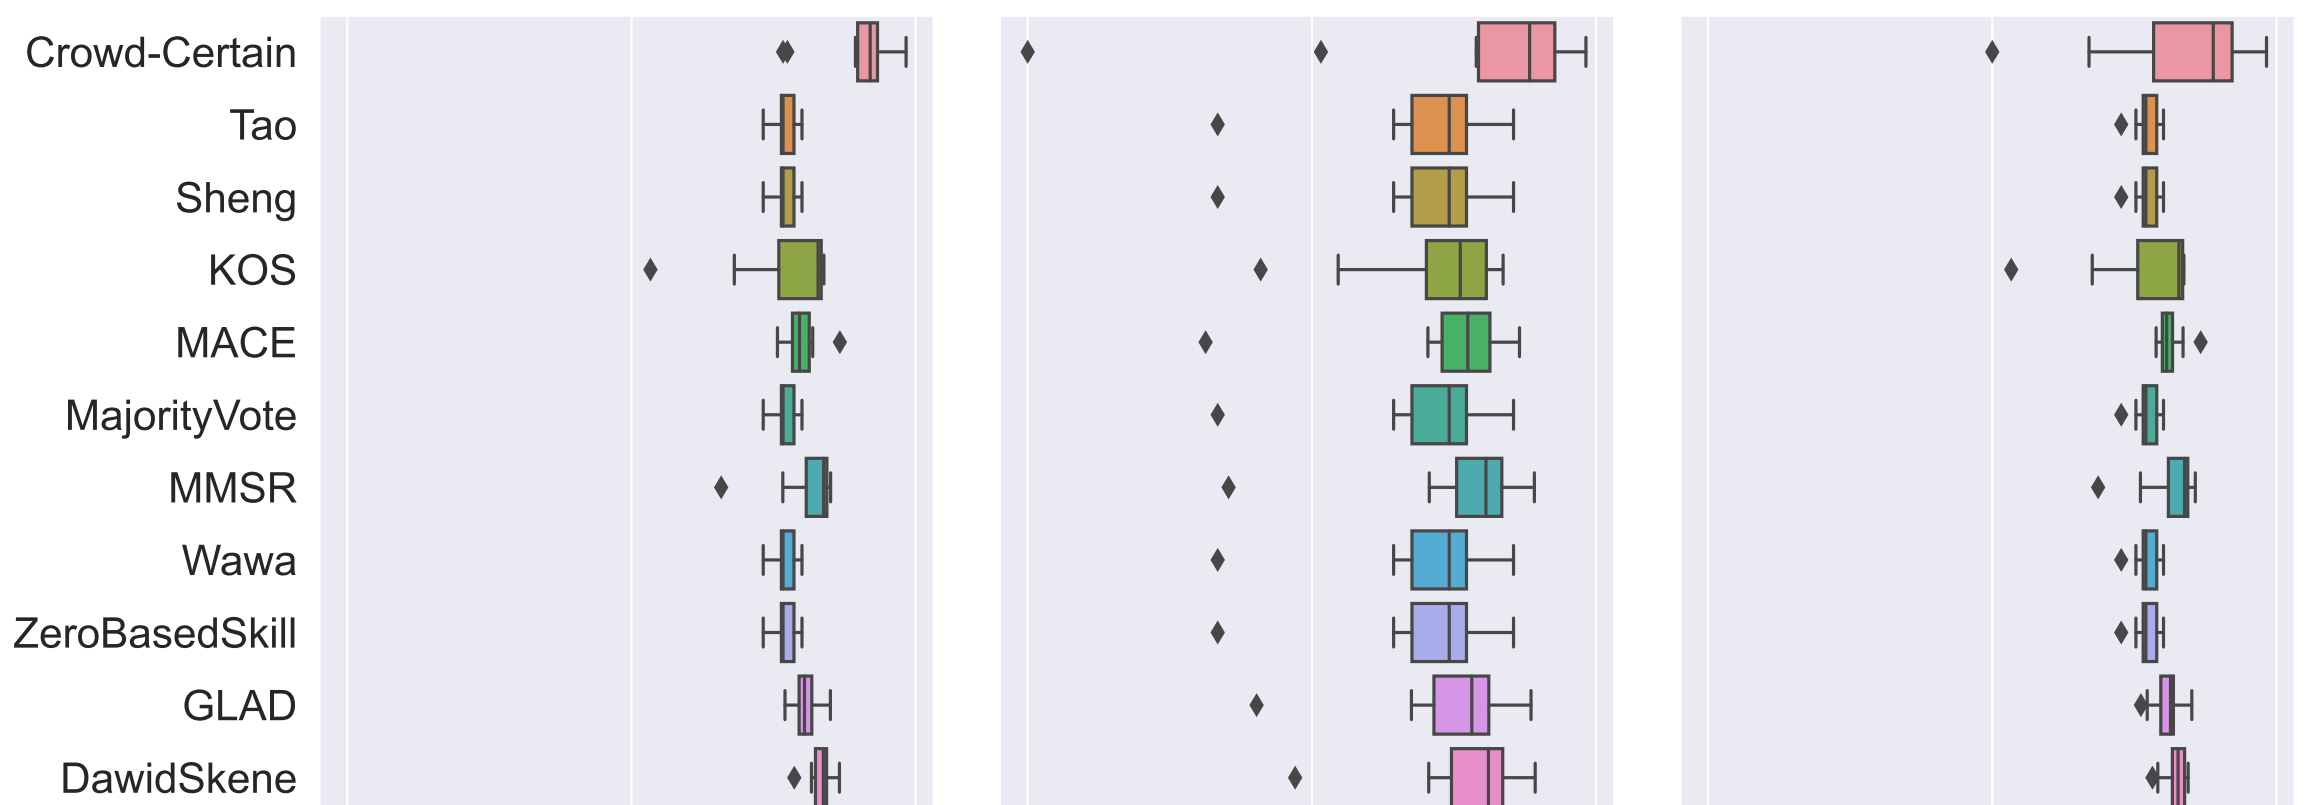 Crowd-Certain
Tao
Sheng
KOS
MACE
MajorityVote
MMSR
Wawa
ZeroBasedSkill
GLAD
DawidSkene